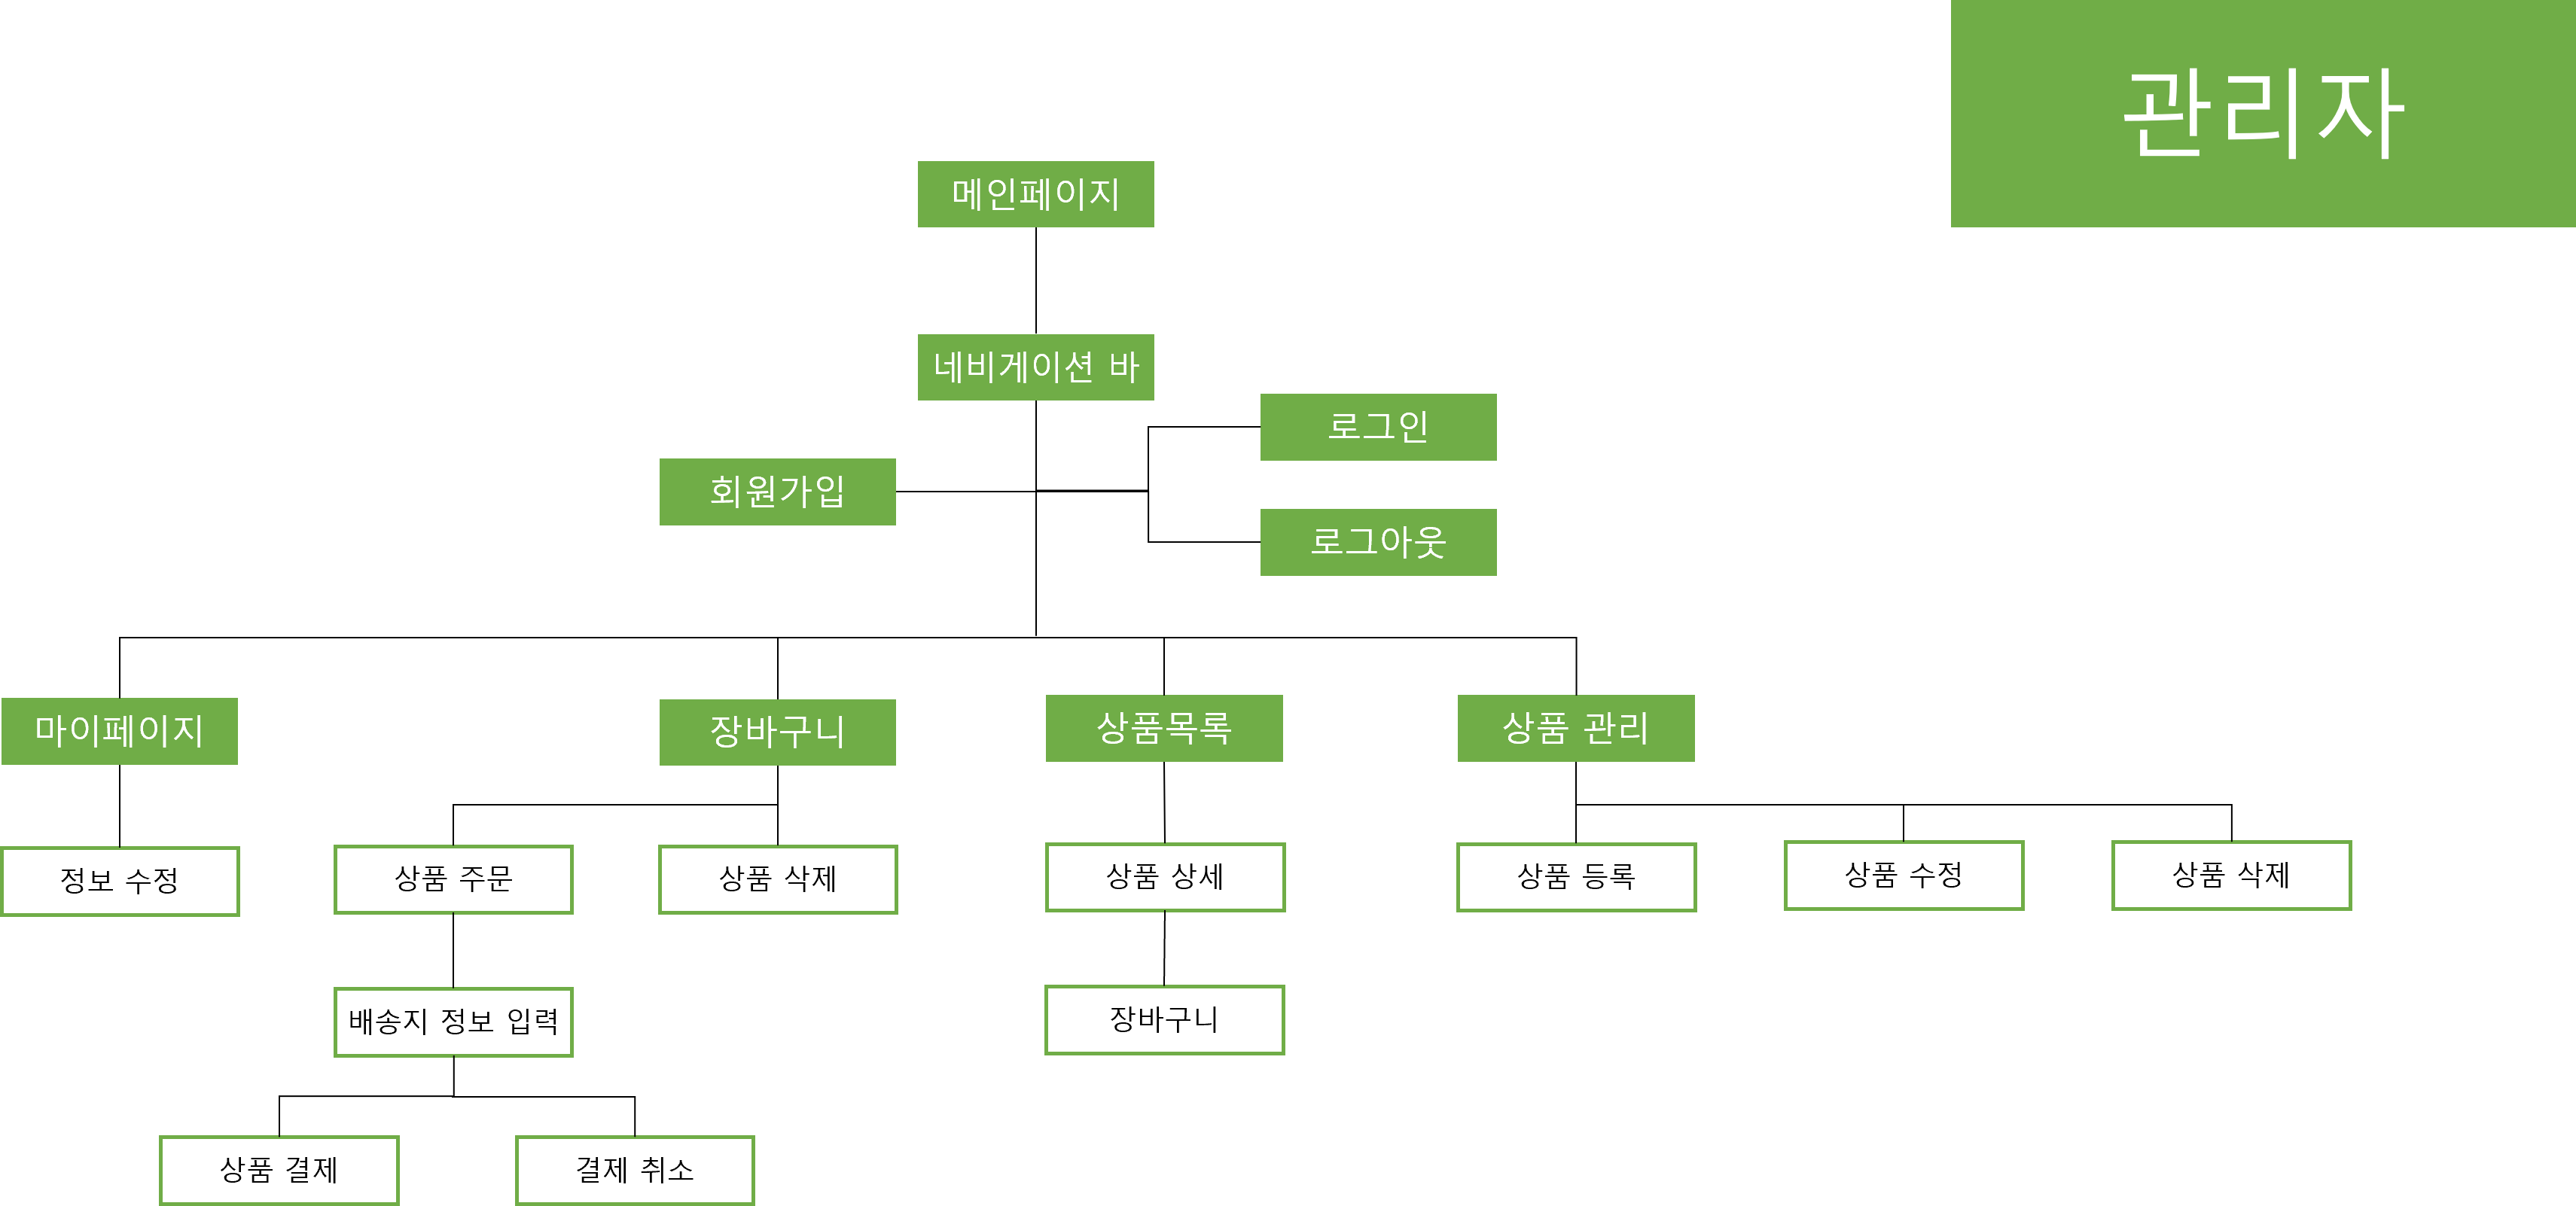 관리자
메인페이지
네비게이션 바
로그인
회원가입
로그아웃
마이페이지
장바구니
상품목록
상품 관리
정보 수정
상품 주문
상품 삭제
상품 상세
상품 등록
상품 수정
상품 삭제
배송지 정보 입력
장바구니
상품 결제
결제 취소